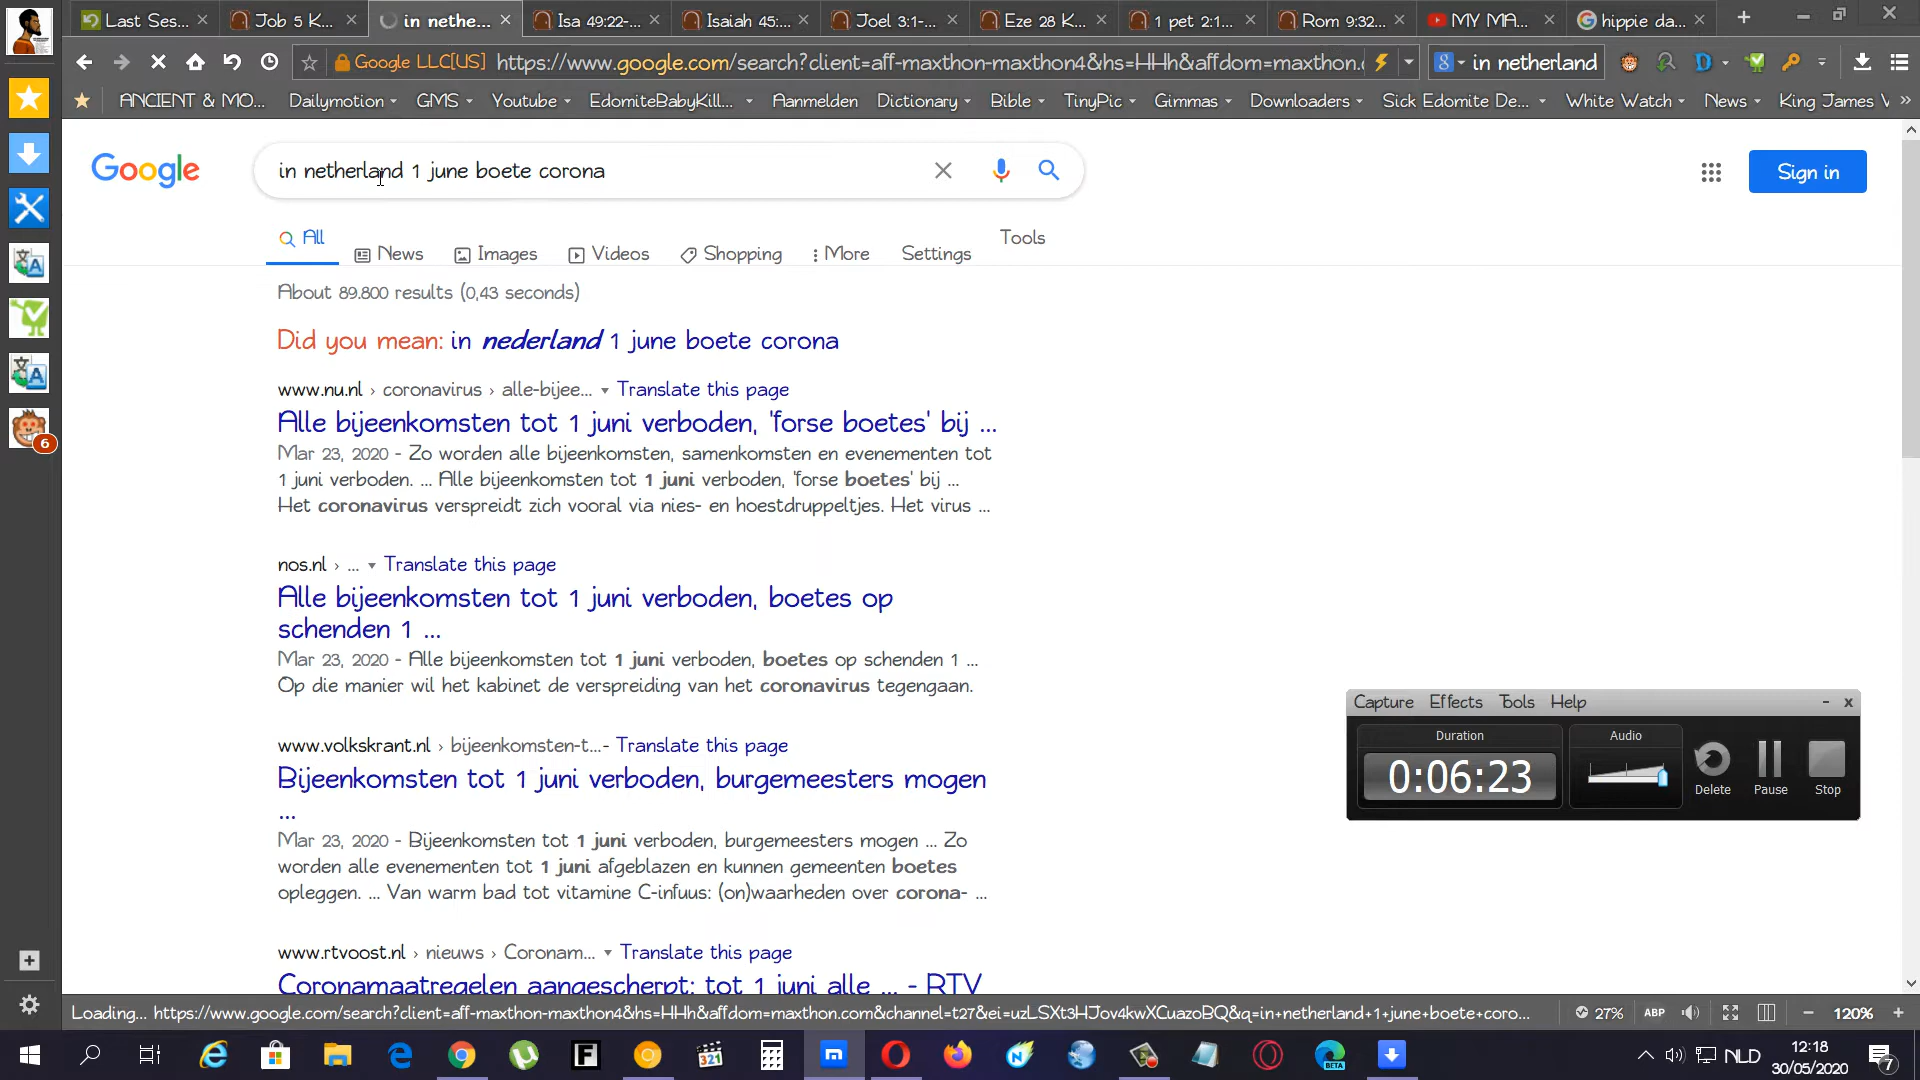 Last Ses...
Job 5 K...
in nethe...
Isa 49:22-...
Isaiah 45:...
Joel 3:1-...
Eze 28 K...
1 pet 2:1...
Rom 9:32...
MY MA...
hippie da...
Google LLC[US]
https://www.google.com/search?client=aff-maxthon-maxthon4&hs=HHh&affdom=maxthon.
in netherland
ANCIENT & MO...
Dailymotion
GMS
Youtube
EdomiteBabyKill...
Aanmelden
Dictionary
Bible
TinyPic
Gimmas
Downloaders
Sick Edomite De...
White Watch
News
King James V
Google
in netherland 1 june boete corona
Sign in
All
News
Images
Videos
Shopping
More
Settings
Tools
About 89.800 results (0,43 seconds)
Did you mean: in nederland 1 june boete corona
www.nu.nl › coronavirus › alle-bijee... Translate this page
Alle bijeenkomsten tot 1 juni verboden, 'forse boetes' bij ...
Mar 23, 2020 - Zo worden alle bijeenkomsten, samenkomsten en evenementen tot
1 juni verboden. ... Alle bijeenkomsten tot 1 juni verboden, 'forse boetes' bij ...
Het coronavirus verspreidt zich vooral via nies- en hoestdruppeltjes. Het virus ...
nos.nl › ... Translate this page
Alle bijeenkomsten tot 1 juni verboden, boetes op
schenden 1 ...
Mar 23, 2020 - Alle bijeenkomsten tot 1 juni verboden, boetes op schenden 1 ...
Op die manier wil het kabinet de verspreiding van het coronavirus tegengaan.
www.volkskrant.nl › bijeenkomsten-t... - Translate this page
Bijeenkomsten tot 1 juni verboden, burgemeesters mogen
...
Mar 23, 2020 - Bijeenkomsten tot 1 juni verboden, burgemeesters mogen ... Zo
worden alle evenementen tot 1 juni afgeblazen en kunnen gemeenten boetes
opleggen. ... Van warm bad tot vitamine C-infuus: (on)waarheden over corona- ...
www.rtvoost.nl › nieuws › Coronam... Translate this page
Coronamaatregelen aangescherpt: tot 1 juni alle ... - RTV
Capture Effects Tools Help
Duration
Audio
0:06:23
Delete
Pause
Stop
6
Loading... https://www.google.com/search?client=aff-maxthon-maxthon4&hs=HHh&affdom=maxthon.com&channel=t27&ei=uzLSXt3HJov4kwXCuazoBQ&q=in+netherland+1+june+boete+coro...
27%
ABP
120%
321
BETA
NLD
12:18
30/05/2020
7